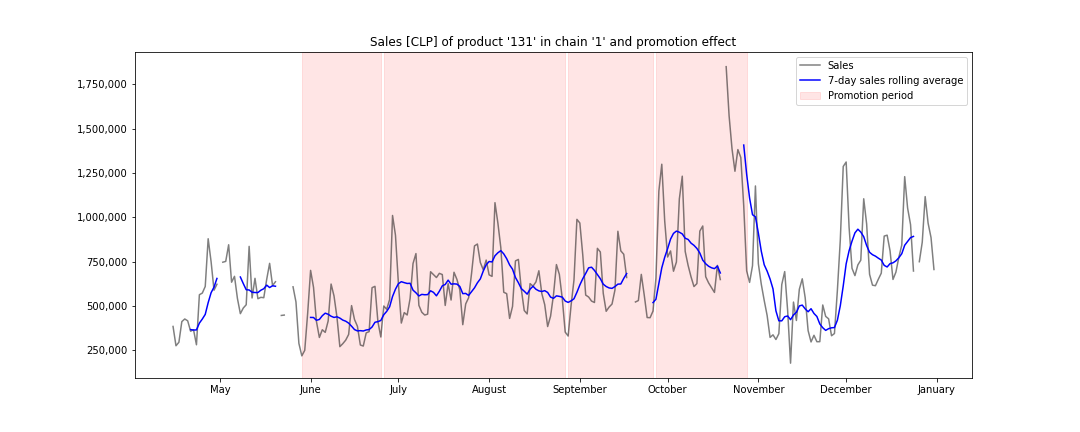 Sales [CLP] of product '131' in chain '1' and promotion effect
Sales
7-day sales rolling average
Promotion period
1,750,000
1,500,000
1,250,000
1,000,000
750,000
500,000
250,000
May June July August September October November December January